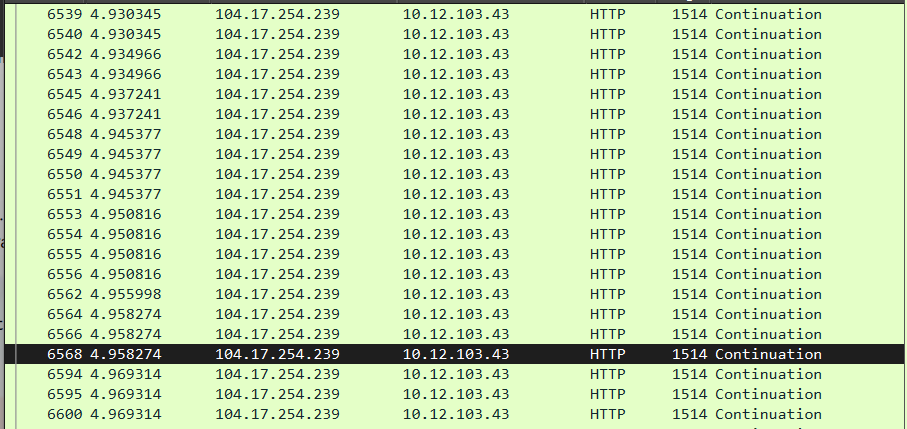 6539 4.930345 104.17.254.239 10.12.103.43 HTTP 1514 Continuation
6540 4.930345 104.17.254.239 10.12.103.43 HTTP 1514 Continuation
6542 4.934966 104.17.254.239 10.12.103.43 HTTP 1514 Continuation
6543 4.934966 104.17.254.239 10.12.103.43 HTTP 1514 Continuation
6545 4.937241 104.17.254.239 10.12.103.43 HTTP 1514 Continuation
6546 4.937241 104.17.254.239 10.12.103.43 HTTP 1514 Continuation
6548 4.945377 104.17.254.239 10.12.103.43 HTTP 1514 Continuation
6549 4.945377 104.17.254.239 10.12.103.43 HTTP 1514 Continuation
6550 4.945377 104.17.254.239 10.12.103.43 HTTP 1514 Continuation
6551 4.945377 104.17.254.239 10.12.103.43 HTTP 1514 Continuation
6553 4.950816 104.17.254.239 10.12.103.43 HTTP 1514 Continuation
6554 4.950816 104.17.254.239 10.12.103.43 HTTP 1514 Continuation
6555 4.950816 104.17.254.239 10.12.103.43 HTTP 1514 Continuation
6556 4.950816 104.17.254.239 10.12.103.43 HTTP 1514 Continuation
6562 4.955998 104.17.254.239 10.12.103.43 HTTP 1514 Continuation
6564 4.958274 104.17.254.239 10.12.103.43 HTTP 1514 Continuation
6566 4.958274 104.17.254.239 10.12.103.43 HTTP 1514 Continuation
6568 4.958274 104.17.254.239 10.12.103.43 HTTP 1514 Continuation
6594 4.969314 104.17.254.239 10.12.103.43 HTTP 1514 Continuation
6595 4.969314 104.17.254.239 10.12.103.43 HTTP 1514 Continuation
6600 4.969314 104.17.254.239 10.12.103.43 HTTP 1514 Continuation